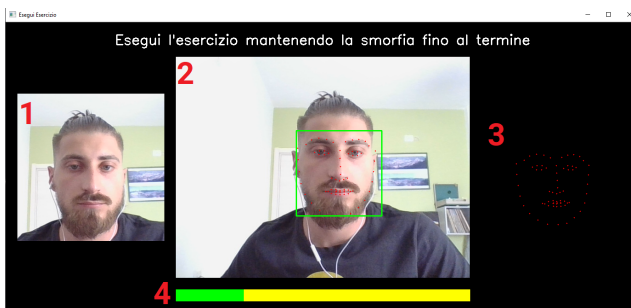 Esegui Esercizio
Esegui l'esercizio mantenendo la smorfia fino al termine
1
2
3
4